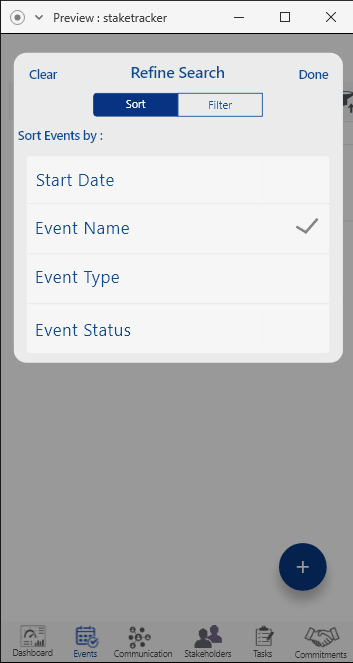 Preview : staketracker
Clear Refine Search Done
Sort Filter
Sort Events by :
Start Date
Event Name
Event Type
Event Status
+
Dashboard Events Communication Stakeholders Tasks Commitments